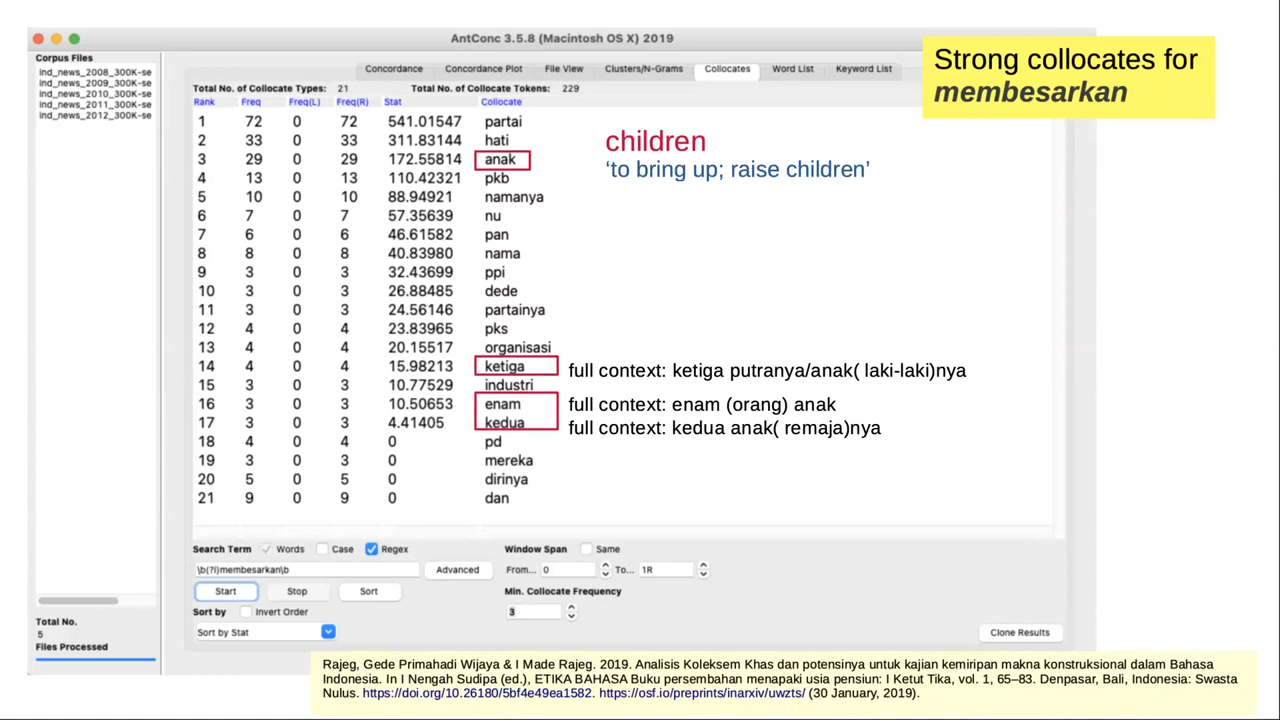 AntConc 3.5.8 (Macintosh OS X) 2019
Strong collocates for
membesarkan
Corpus Files
ind_news_2008_300K-se
ind_news_2009_300K-se
ind_news_2010_300K-se
ind_news_2011_300K-se
ind_news_2012_300K-se
Concordance Concordance Plot File View Clusters/N-Grams Collocates Word List Keyword List
Total No. of Collocate Types: 21 Total No. of Collocate Tokens: 229
Rank Freq Freq(L) Freq(R) Stat Collocate
1 72 0 72 541.01547 partai
2 33 0 33 311.83144 hati
3 29 0 29 172.55814 anak
4 13 0 13 110.42321 pkb
5 10 0 10 88.94921 namanya
6 7 0 7 57.35639 nu
7 6 0 6 46.61582 pan
8 8 0 8 40.83980 nama
9 3 0 3 32.43699 ppi
10 3 0 3 26.88485 dede
11 3 0 3 24.56146 partainya
12 4 0 4 23.83965 pks
13 4 0 4 20.15517 organisasi
14 4 0 4 15.98213 ketiga
15 3 0 3 10.77529 industri
16 3 0 3 10.50653 enam
17 3 0 3 4.41405 kedua
18 4 0 4 0 pd
19 3 0 3 0 mereka
20 5 0 5 0 dirinya
21 9 0 9 0 dan
children
‘to bring up; raise children’
full context: ketiga putranya/anak( laki-laki)nya
full context: enam (orang) anak
full context: kedua anak( remaja)nya
Search Term Words Case Regex Window Span Same
\b(?i)membesarkan\b Advanced From... 0 To... 1R
Start Stop Sort Min. Collocate Frequency
Sort by Invert Order 3
Sort by Stat Clone Results
Total No.
5
Files Processed
Rajeg, Gede Primahadi Wijaya & I Made Rajeg. 2019. Analisis Koleksem Khas dan potensinya untuk kajian kemiripan makna konstruksional dalam Bahasa
Indonesia. In I Nengah Sudipa (ed.), ETIKA BAHASA Buku persembahan menapaki usia pensiun: I Ketut Tika, vol. 1, 65–83. Denpasar, Bali, Indonesia: Swasta
Nulus. https://doi.org/10.26180/5bf4e49ea1582. https://osf.io/preprints/inarxiv/uwzts/ (30 January, 2019).